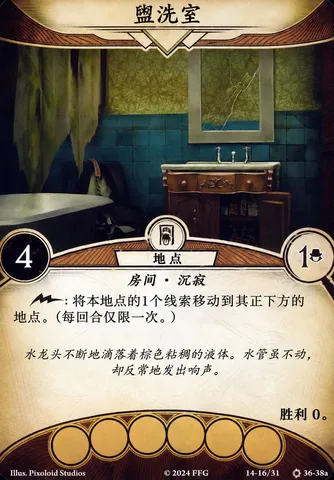 盥洗室
4
地点
1
房间·沉寂
：将本地点的1个线索移动到其正下方的
地点。（每回合仅限一次。）
水龙头不断地滴落着棕色粘稠的液体。水管虽不动，
却反常地发出响声。
胜利 0。
Illus. Pixoloid Studios © 2024 FFG 14-16/31 36-38a